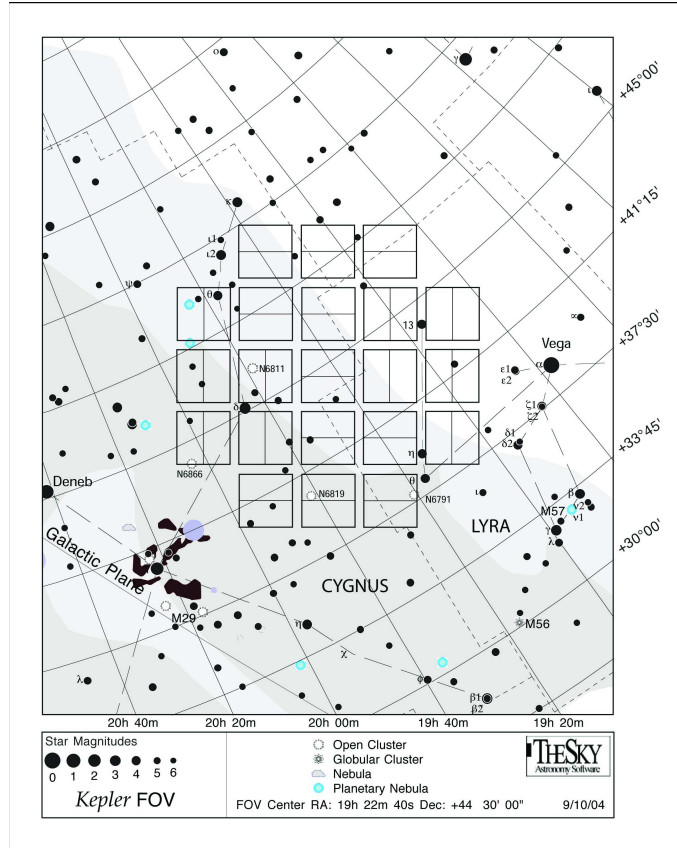 ο
γ
ι
+45°00'
+41°15'
κ
ι1
ι2
ψ
θ
13
∝
+37°30'
Vega
α
ε1
ε2
N6811
δ
ζ1
ζ2
+33°45'
δ1
δ2
η
N6866
Deneb
θ
N6819
N6791
ι
β
M57
ν2
ν1
LYRA
γ
λ
+30°00'
Galactic Plane
CYGNUS
M29
M56
η
χ
λ
φ
β1
β2
20h 40m 20h 20m 20h 00m 19h 40m 19h 20m
Star Magnitudes
0 1 2 3 4 5 6
Kepler FOV
Open Cluster
Globular Cluster
Nebula
Planetary Nebula
FOV Center RA: 19h 22m 40s Dec: +44 30' 00" 9/10/04
THESKY
Astronomy Software